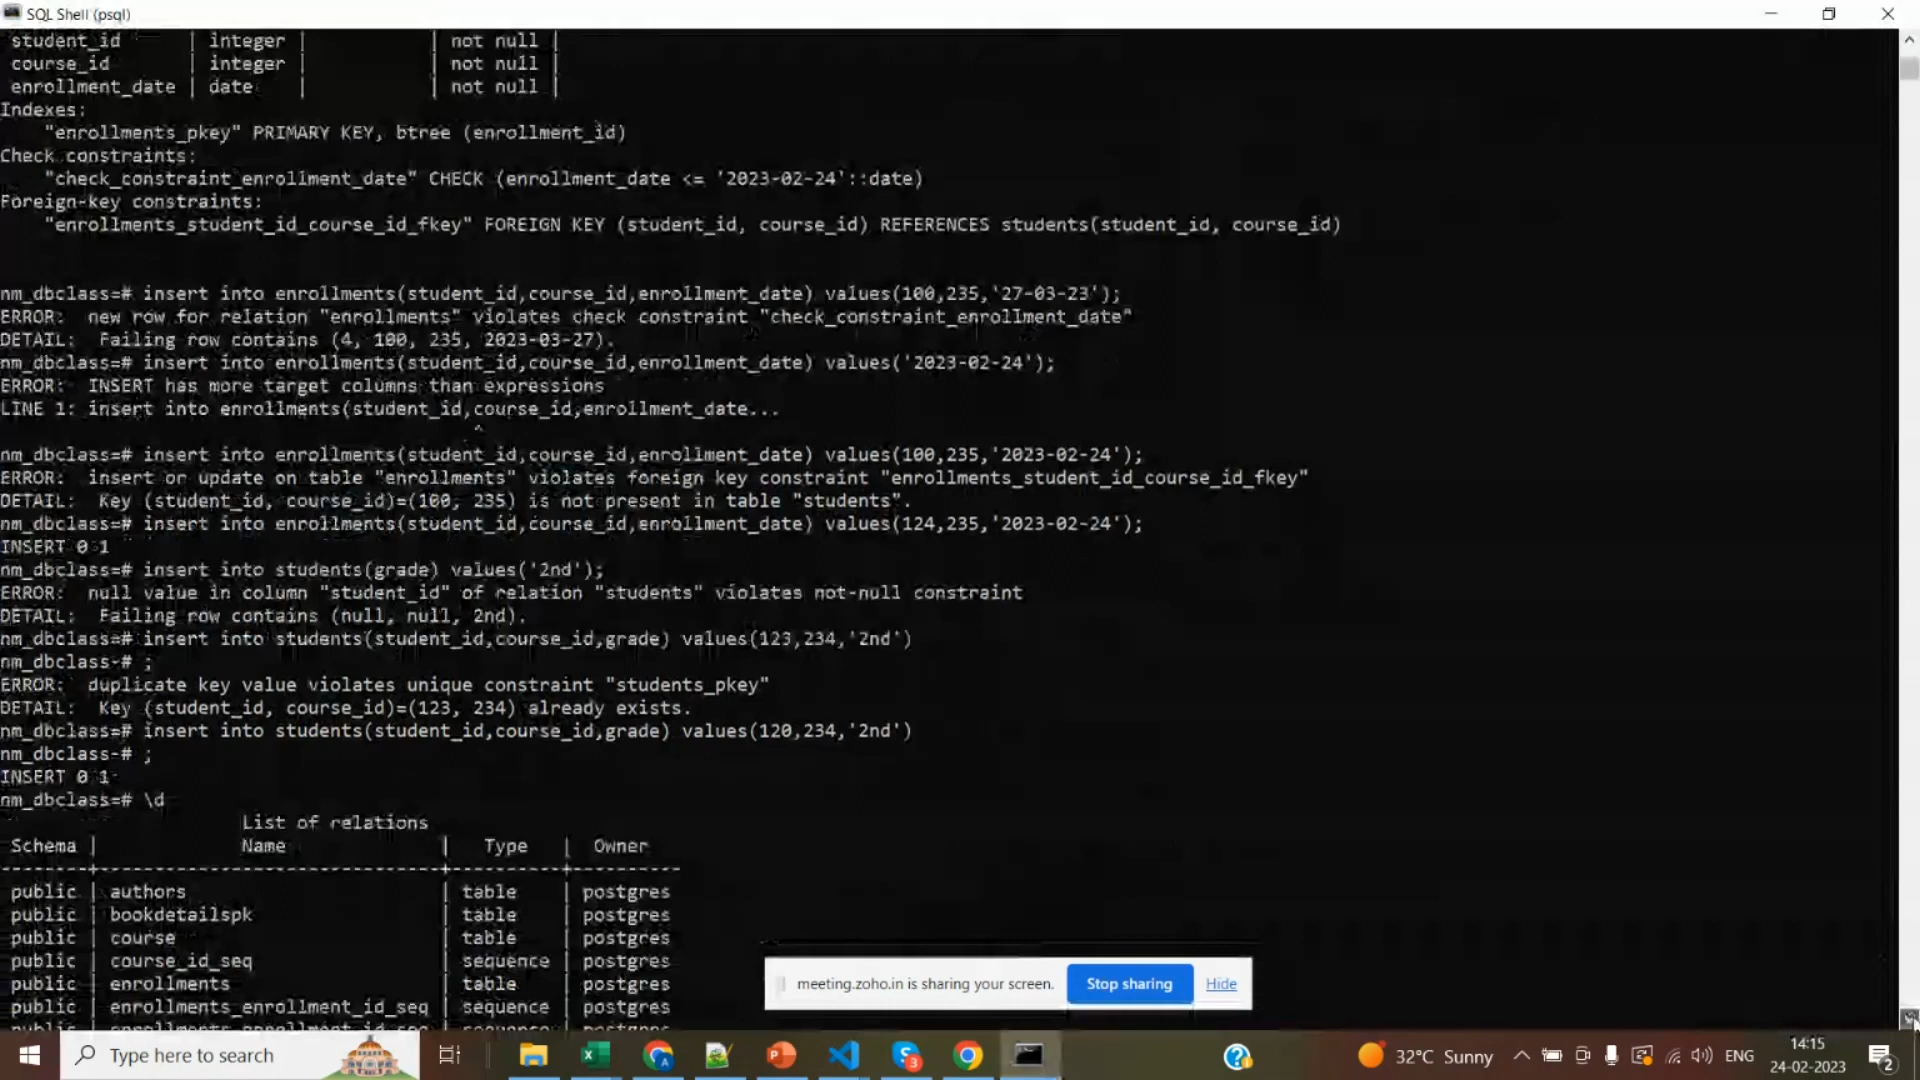 SQL Shell (psql)
student_id | integer | | not null |
course_id | integer | | not null |
enrollment_date | date | | not null |
Indexes:
"enrollments_pkey" PRIMARY KEY, btree (enrollment_id)
Check constraints:
"check_constraint_enrollment_date" CHECK (enrollment_date <= '2023-02-24'::date)
Foreign-key constraints:
"enrollments_student_id_course_id_fkey" FOREIGN KEY (student_id, course_id) REFERENCES students(student_id, course_id)
nm_dbclass=# insert into enrollments(student_id,course_id,enrollment_date) values(100,235,'27-03-23');
ERROR: new row for relation "enrollments" violates check constraint "check_constraint_enrollment_date"
DETAIL: Failing row contains (4, 100, 235, 2023-03-27).
nm_dbclass=# insert into enrollments(student_id,course_id,enrollment_date) values('2023-02-24');
ERROR: INSERT has more target columns than expressions
LINE 1: insert into enrollments(student_id,course_id,enrollment_date...
^
nm_dbclass=# insert into enrollments(student_id,course_id,enrollment_date) values(100,235,'2023-02-24');
ERROR: insert or update on table "enrollments" violates foreign key constraint "enrollments_student_id_course_id_fkey"
DETAIL: Key (student_id, course_id)=(100, 235) is not present in table "students".
nm_dbclass=# insert into enrollments(student_id,course_id,enrollment_date) values(124,235,'2023-02-24');
INSERT 0 1
nm_dbclass=# insert into students(grade) values('2nd');
ERROR: null value in column "student_id" of relation "students" violates not-null constraint
DETAIL: Failing row contains (null, null, 2nd).
nm_dbclass=# insert into students(student_id,course_id,grade) values(123,234,'2nd')
nm_dbclass-# ;
ERROR: duplicate key value violates unique constraint "students_pkey"
DETAIL: Key (student_id, course_id)=(123, 234) already exists.
nm_dbclass=# insert into students(student_id,course_id,grade) values(120,234,'2nd')
nm_dbclass-# ;
INSERT 0 1
nm_dbclass=# \d
List of relations
Schema | Name | Type | Owner
public | authors | table | postgres
public | bookdetailspk | table | postgres
public | course | table | postgres
public | course_id_seq | sequence | postgres
public | enrollments | table | postgres
public | enrollments_enrollment_id_seq | sequence | postgres
meeting.zoho.in is sharing your screen. Stop sharing Hide
Type here to search
32°C Sunny
ENG
14:15
24-02-2023
2